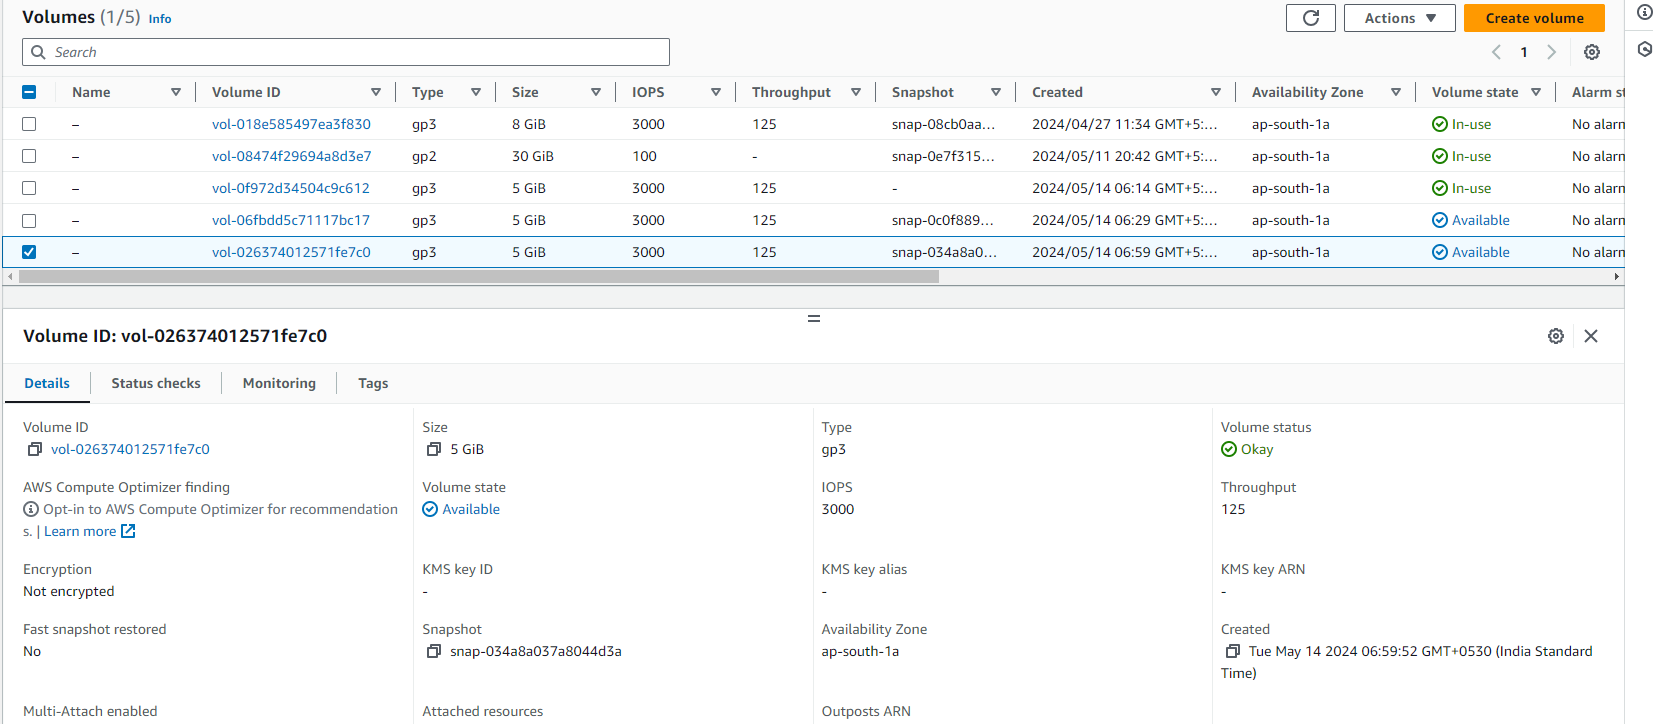 Volumes (1/5) Info
Actions
Create volume
Search
1
Name Volume ID Type Size IOPS Throughput Snapshot Created Availability Zone Volume state Alarm st
– vol-018e585497ea3f830 gp3 8 GiB 3000 125 snap-08cb0aa... 2024/04/27 11:34 GMT+5:... ap-south-1a In-use No alarm
– vol-08474f29694a8d3e7 gp2 30 GiB 100 - snap-0e7f315... 2024/05/11 20:42 GMT+5:... ap-south-1a In-use No alarm
– vol-0f972d34504c9c612 gp3 5 GiB 3000 125 - 2024/05/14 06:14 GMT+5:... ap-south-1a In-use No alarm
– vol-06fbdd5c71117bc17 gp3 5 GiB 3000 125 snap-0c0f889... 2024/05/14 06:29 GMT+5:... ap-south-1a Available No alarm
– vol-026374012571fe7c0 gp3 5 GiB 3000 125 snap-034a8a0... 2024/05/14 06:59 GMT+5:... ap-south-1a Available No alarm
Volume ID: vol-026374012571fe7c0
Details Status checks Monitoring Tags
Volume ID
vol-026374012571fe7c0
Size
5 GiB
Type
gp3
Volume status
Okay
AWS Compute Optimizer finding
Opt-in to AWS Compute Optimizer for recommendation
s. | Learn more
Volume state
Available
IOPS
3000
Throughput
125
Encryption
Not encrypted
KMS key ID
-
KMS key alias
-
KMS key ARN
-
Fast snapshot restored
No
Snapshot
snap-034a8a037a8044d3a
Availability Zone
ap-south-1a
Created
Tue May 14 2024 06:59:52 GMT+0530 (India Standard
Time)
Multi-Attach enabled
Attached resources
Outposts ARN